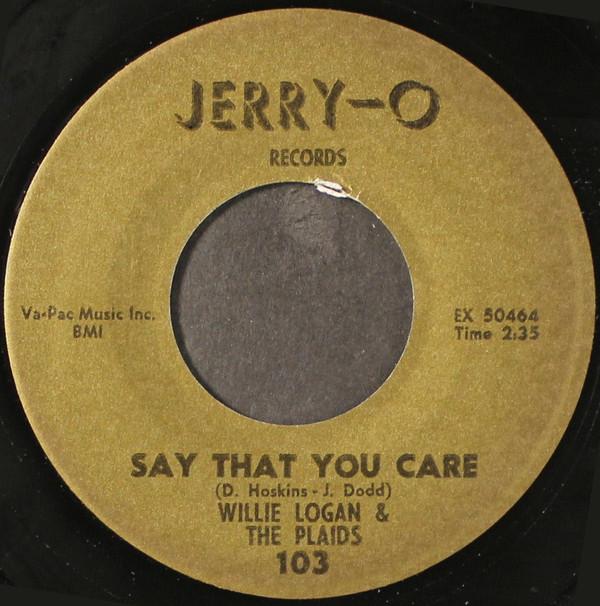 JERRY-O
RECORDS
Va-Pac Music Inc.
BMI
EX 50464
Time 2:35
SAY THAT YOU CARE
(D. Hoskins - J. Dodd)
WILLIE LOGAN &
THE PLAIDS
103